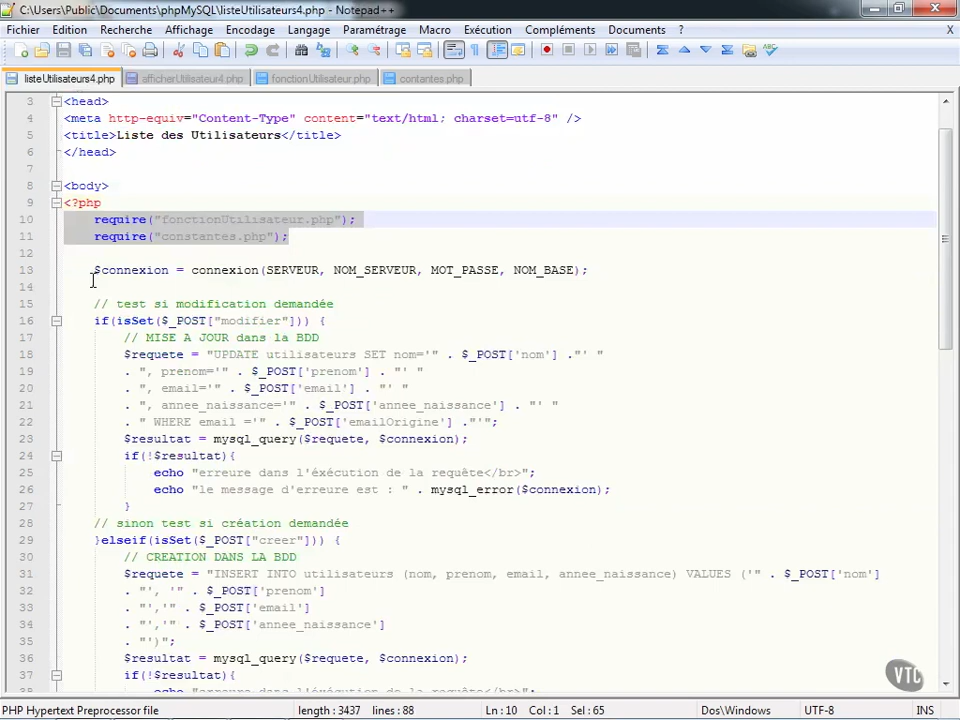 C:\Users\Public\Documents\phpMySQL\listeUtilisateurs4.php - Notepad++
Fichier Edition Recherche Affichage Encodage Langage Paramétrage Macro Exécution Compléments Documents ? X
listeUtilisateurs4.php afficherUtilisateur4.php fonctionUtilisateur.php contantes.php
3 <head>
4 <meta http-equiv="Content-Type" content="text/html; charset=utf-8" />
5 <title>Liste des Utilisateurs</title>
6 </head>
7
8 <body>
9 <?php
10 require("fonctionUtilisateur.php");
11 require("constantes.php");
12
13 $connexion = connexion(SERVEUR, NOM_SERVEUR, MOT_PASSE, NOM_BASE);
14
15 // test si modification demandée
16 if(isSet($_POST["modifier"])) {
17 // MISE A JOUR dans la BDD
18 $requete = "UPDATE utilisateurs SET nom='" . $_POST['nom'] ."' "
19 . ", prenom='" . $_POST['prenom'] . "' "
20 . ", email='" . $_POST['email'] . "' "
21 . ", annee_naissance='" . $_POST['annee_naissance'] . "' "
22 . " WHERE email ='" . $_POST['emailOrigine'] ."'";
23 $resultat = mysql_query($requete, $connexion);
24 if(!$resultat){
25 echo "erreure dans l'éxécution de la requête</br>";
26 echo "le message d'erreure est : " . mysql_error($connexion);
27 }
28 // sinon test si création demandée
29 }elseif(isSet($_POST["creer"])) {
30 // CREATION DANS LA BDD
31 $requete = "INSERT INTO utilisateurs (nom, prenom, email, annee_naissance) VALUES ('" . $_POST['nom']
32 . "', '" . $_POST['prenom']
33 . "','" . $_POST['email']
34 . "','" . $_POST['annee_naissance']
35 . "')";
36 $resultat = mysql_query($requete, $connexion);
37 if(!$resultat){
38 echo "erreure dans l'éxécution de la requête</br>";
VTC
PHP Hypertext Preprocessor file length : 3437 lines : 88 Ln : 10 Col : 1 Sel : 65 Dos\Windows UTF-8 INS